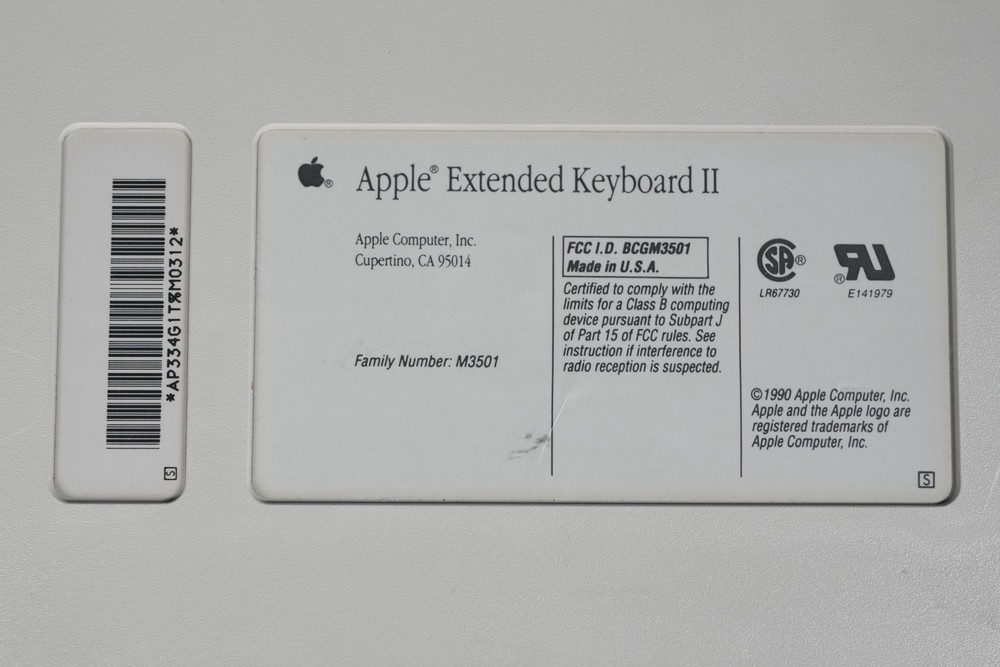 *AP334G1T%M0312*
S
Apple® Extended Keyboard II
Apple Computer, Inc.
Cupertino, CA 95014
Family Number: M3501
FCC I.D. BCGM3501
Made in U.S.A.
Certified to comply with the
limits for a Class B computing
device pursuant to Subpart J
of Part 15 of FCC rules. See
instruction if interference to
radio reception is suspected.
SA®
LR67730
®RU
E141979
©1990 Apple Computer, Inc.
Apple and the Apple logo are
registered trademarks of
Apple Computer, Inc.
S